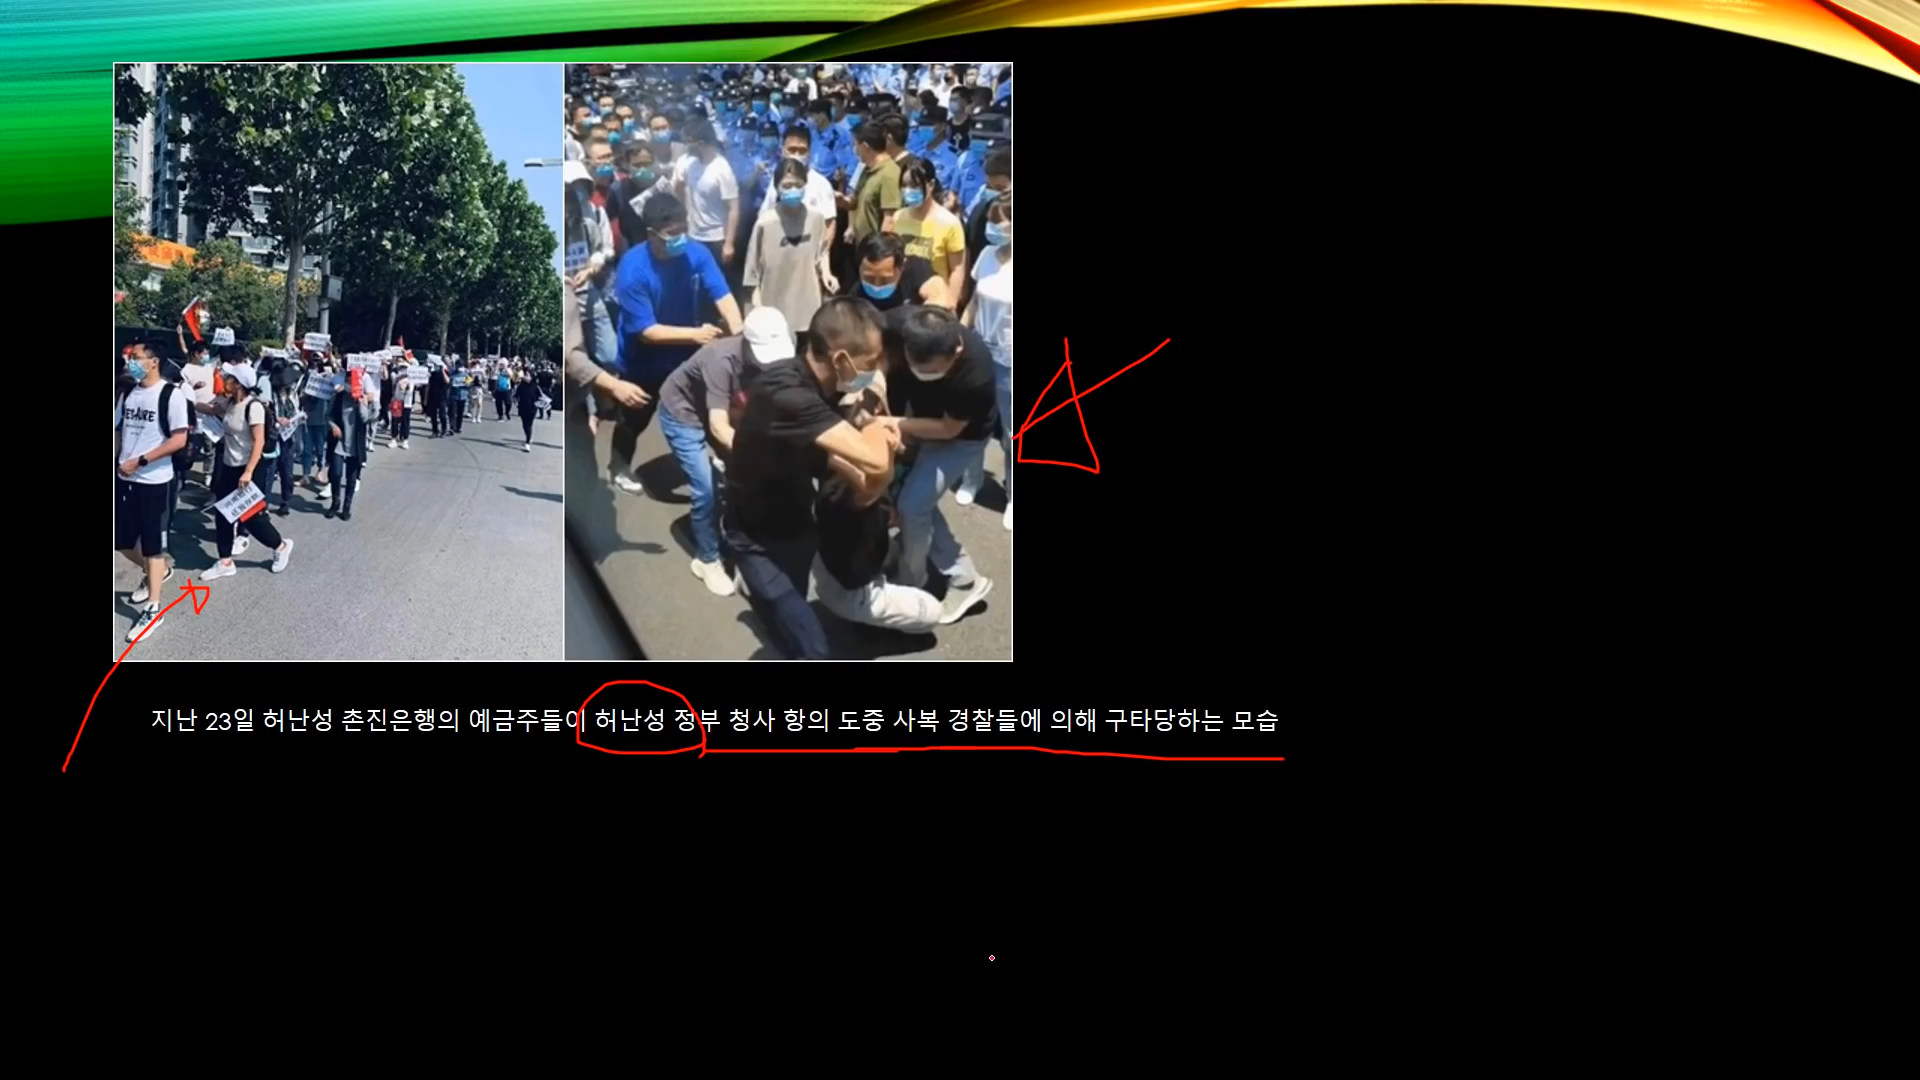 지난 23일 허난성 촌진은행의 예금주들이 허난성 정부 청사 항의 도중 사복 경찰들에 의해 구타당하는 모습